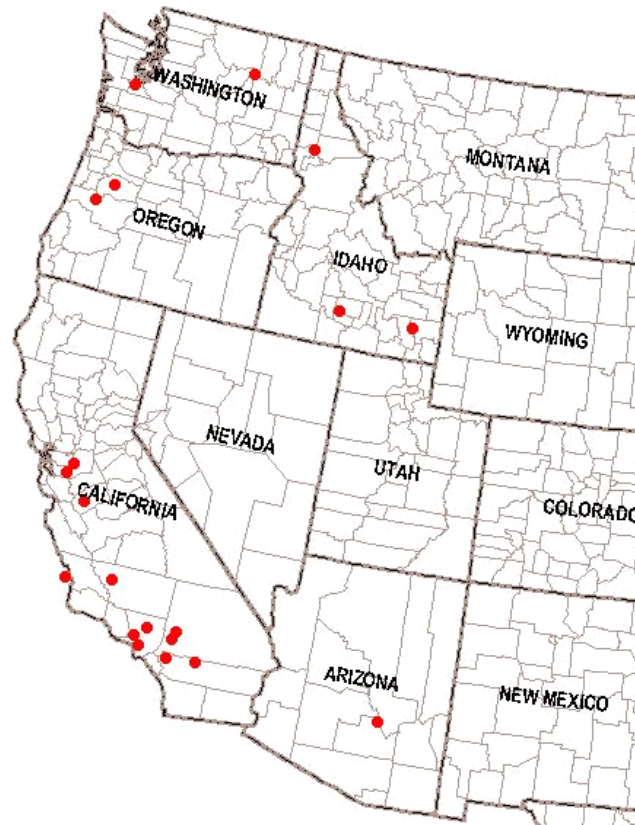 WASHINGTON
MONTANA
OREGON
IDAHO
WYOMING
NEVADA
UTAH
CALIFORNIA
COLORADO
ARIZONA
NEW MEXICO